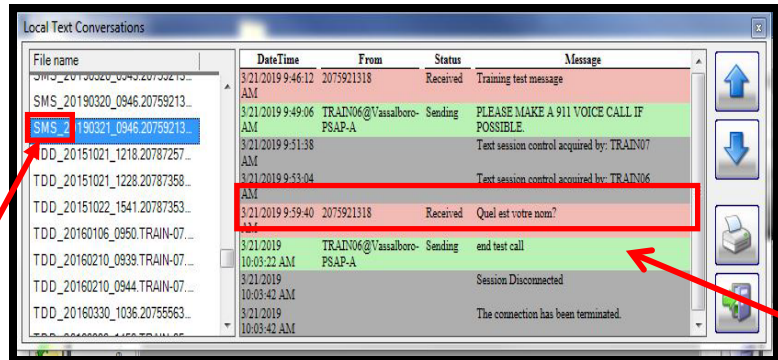 Local Text Conversations
File name
SMS_20190320_0946.20759213...
SMS_20190321_0946.20759213...
TDD_20151021_1218.20787257...
TDD_20151021_1228.20787358...
TDD_20151022_1541.20787353...
TDD_20160106_0950.TRAIN-07...
TDD_20160210_0939.TRAIN-07...
TDD_20160210_0944.TRAIN-07...
TDD_20160330_1036.20755563...
DateTime From Status Message
3/21/2019 9:46:12 2075921318 Received Training test message
AM
3/21/2019 9:49:06 TRAIN06@Vassalboro- Sending PLEASE MAKE A 911 VOICE CALL IF
AM PSAP-A POSSIBLE.
3/21/2019 9:51:38 Text session control acquired by: TRAIN07
AM
3/21/2019 9:53:04 Text session control acquired by: TRAIN06
AM
3/21/2019 9:59:40 2075921318 Received Quel est votre nom?
AM
3/21/2019 TRAIN06@Vassalboro- Sending end test call
10:03:22 AM PSAP-A
3/21/2019 Session Disconnected
10:03:42 AM
3/21/2019 The connection has been terminated.
10:03:42 AM